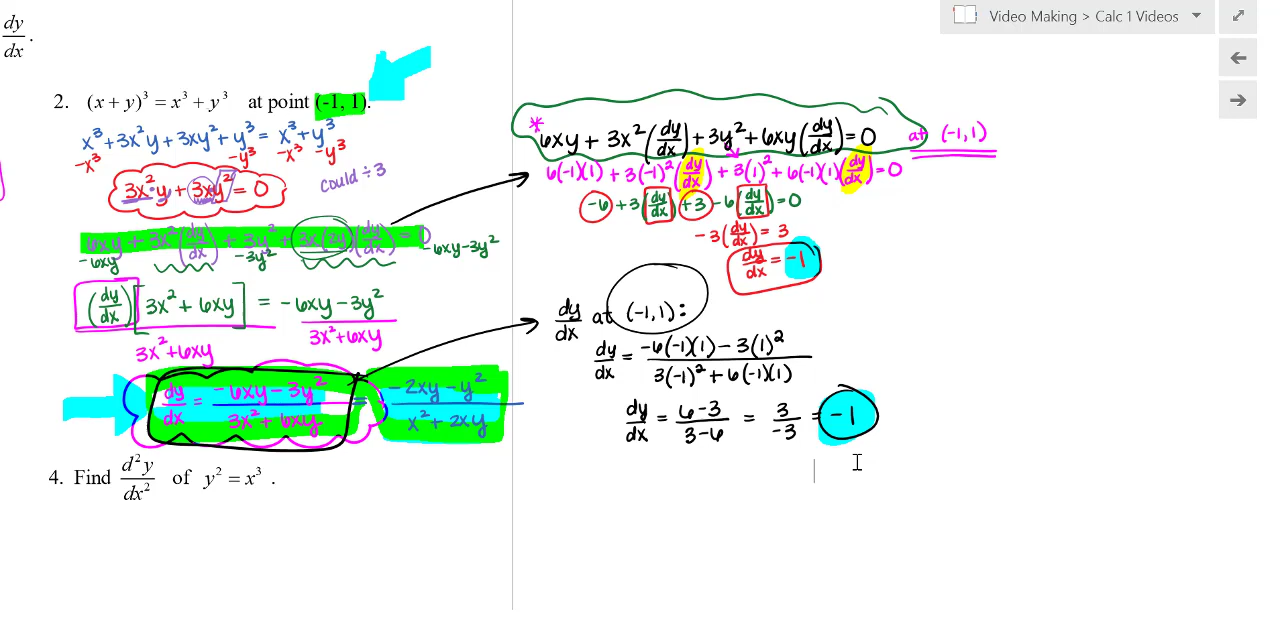 dy/dx.
Video Making > Calc 1 Videos
2. (x + y)³ = x³ + y³ at point (-1, 1).
x³ + 3x²y + 3xy² + y³ = x³ + y³
-x³ -y³ -x³ -y³
3x²·y + 3xy² = 0
could ÷ 3
6xy + 3x²(dy/dx) + 3y² + 3x(2y)(dy/dx) = 0
-6xy -3y² -6xy-3y²
(dy/dx)[3x² + 6xy] = -6xy - 3y²
3x²+6xy 3x²+6xy
dy/dx = (-6xy - 3y²)/(3x² + 6xy) = (-2xy - y²)/(x² + 2xy)
4. Find d²y/dx² of y² = x³ .
* 6xy + 3x²(dy/dx) + 3y² + 6xy(dy/dx) = 0 at (-1,1)
6(-1)(1) + 3(-1)²(dy/dx) + 3(1)² + 6(-1)(1)(dy/dx) = 0
-6 + 3(dy/dx) + 3 - 6(dy/dx) = 0
-3(dy/dx) = 3
dy/dx = -1
dy/dx at (-1,1):
dy/dx = (-6(-1)(1) - 3(1)²)/(3(-1)² + 6(-1)(1))
dy/dx = (6-3)/(3-6) = 3/-3 = -1